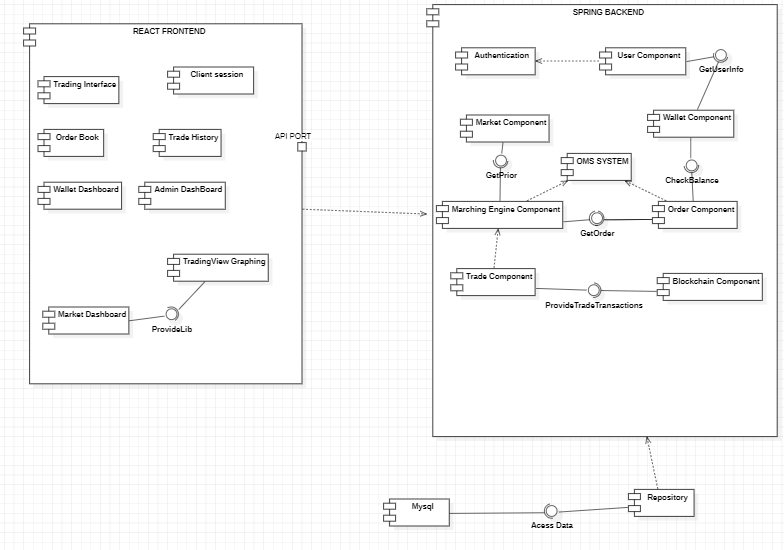 REACT FRONTEND
Trading Interface
Client session
Order Book
Trade History
API PORT
Wallet Dashboard
Admin DashBoard
TradingView Graphing
Market Dashboard
ProvideLib
SPRING BACKEND
Authentication
User Component
GetUserInfo
Market Component
Wallet Component
OMS SYSTEM
GetPrior
CheckBalance
Marching Engine Component
Order Component
GetOrder
Trade Component
Blockchain Component
ProvideTradeTransactions
Mysql
Repository
Acess Data